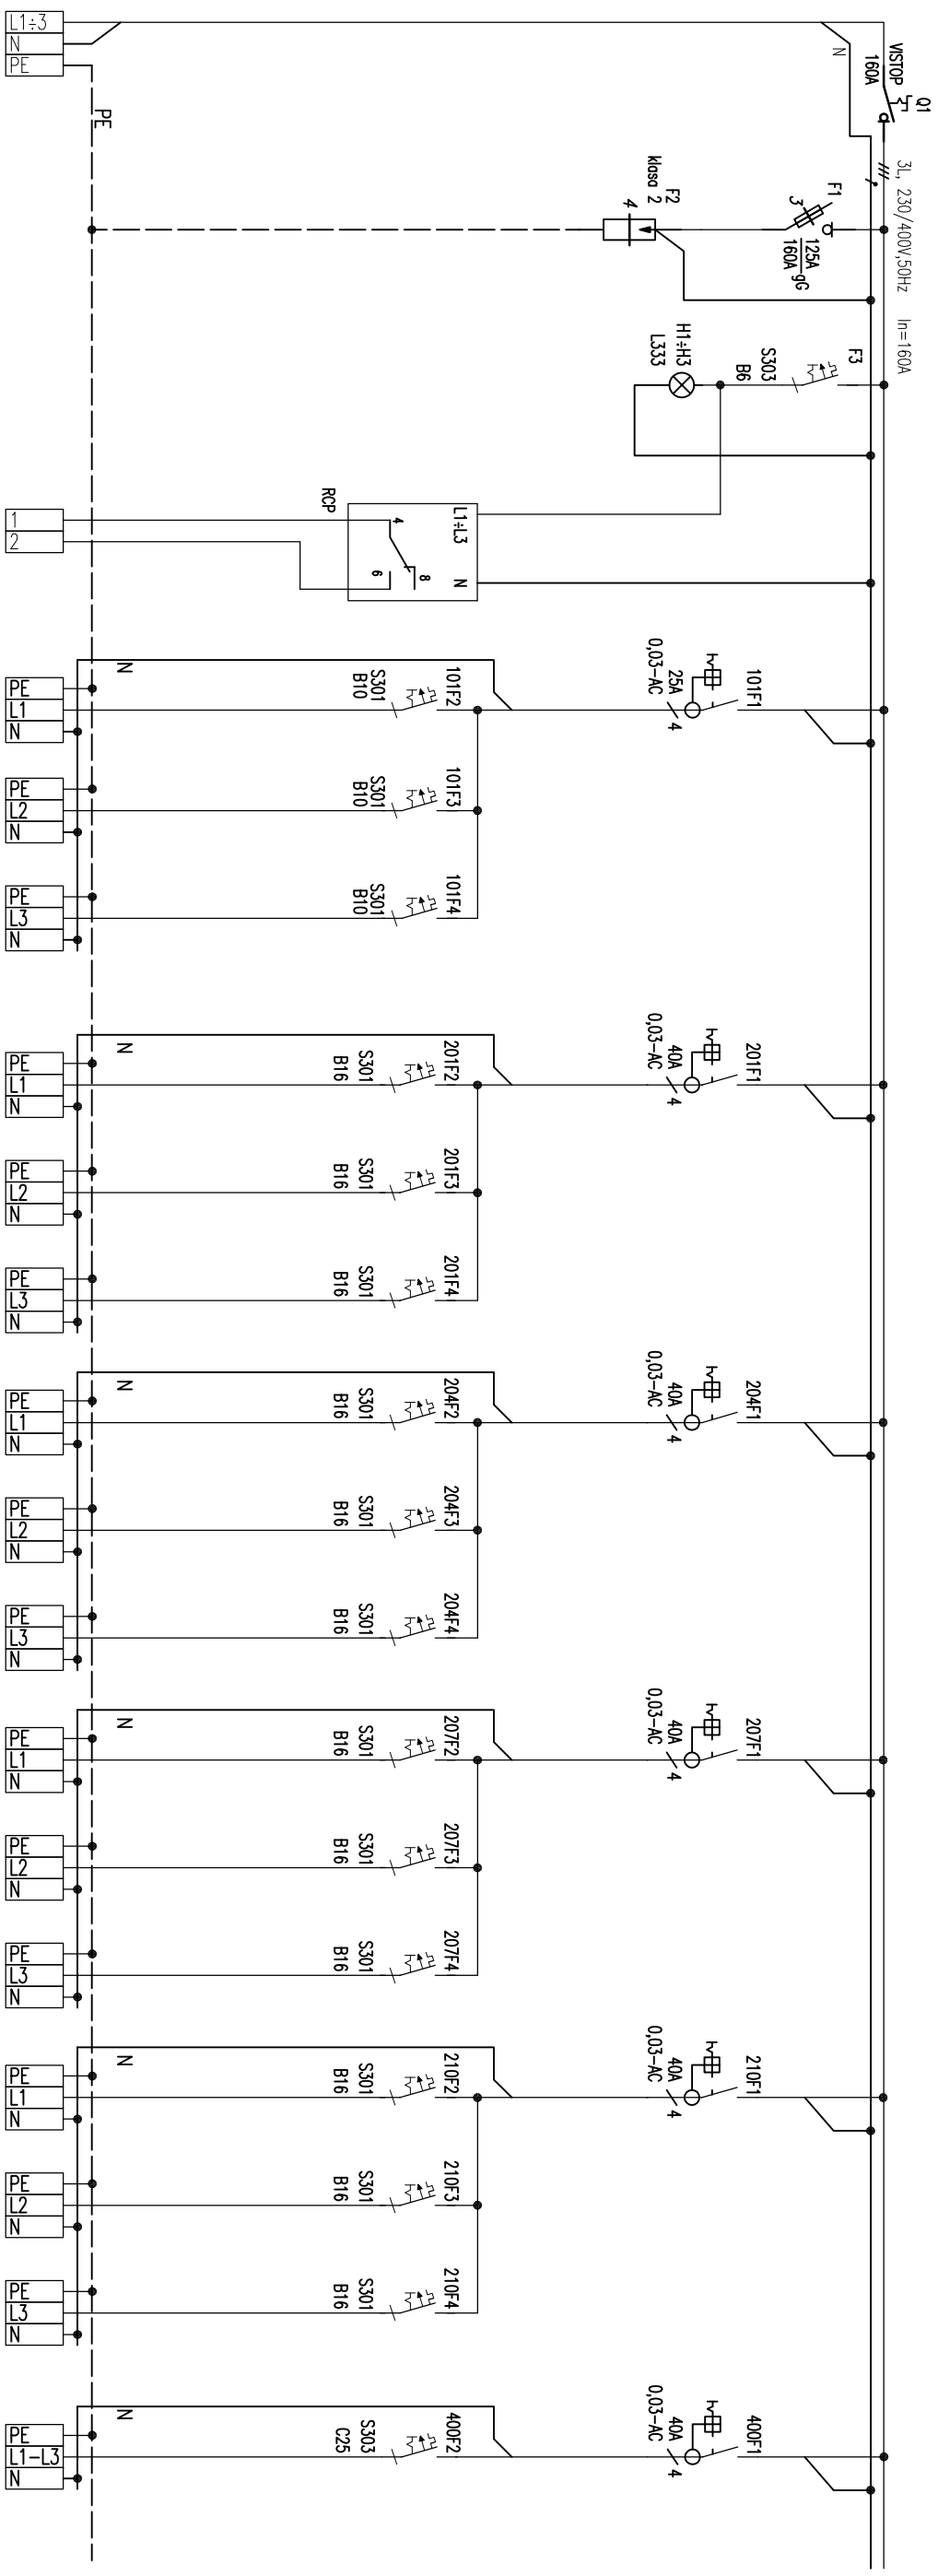 Q1
VISTOP
160A
N
3L, 230/400V,50Hz In=160A
L1÷3
N
PE
PE
F1
3
125A
160A gG
F2
klasa 2
4
F3
S303
B6
H1÷H3
L333
RCP
L1÷L3
N
4
8
6
1
2
101F1
25A
0,03-AC
4
101F2
S301
B10
101F3
S301
B10
101F4
S301
B10
N
PE
L1
N
PE
L2
N
PE
L3
N
201F1
40A
0,03-AC
4
201F2
S301
B16
201F3
S301
B16
201F4
S301
B16
N
PE
L1
N
PE
L2
N
PE
L3
N
204F1
40A
0,03-AC
4
204F2
S301
B16
204F3
S301
B16
204F4
S301
B16
N
PE
L1
N
PE
L2
N
PE
L3
N
207F1
40A
0,03-AC
4
207F2
S301
B16
207F3
S301
B16
207F4
S301
B16
N
PE
L1
N
PE
L2
N
PE
L3
N
210F1
40A
0,03-AC
4
210F2
S301
B16
210F3
S301
B16
210F4
S301
B16
N
PE
L1
N
PE
L2
N
PE
L3
N
400F1
40A
0,03-AC
4
400F2
S303
C25
N
PE
L1-L3
N